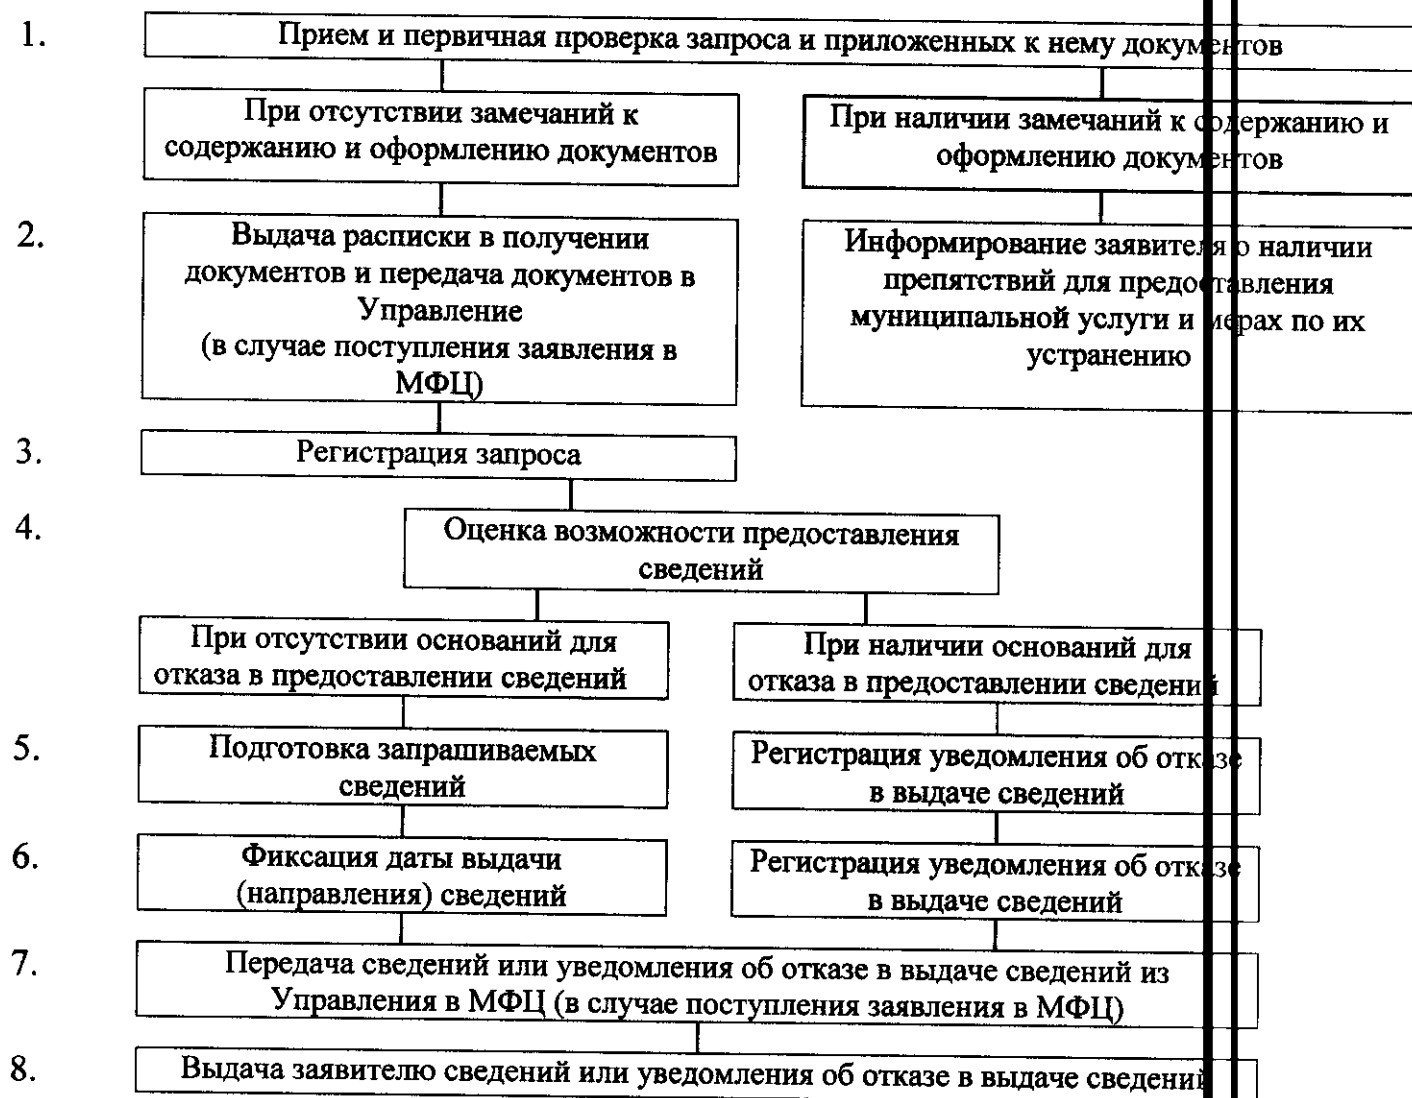 1. Прием и первичная проверка запроса и приложенных к нему документов
При отсутствии замечаний к
содержанию и оформлению документов
При наличии замечаний к содержанию и
оформлению документов
2. Выдача расписки в получении
документов и передача документов в
Управление
(в случае поступления заявления в
МФЦ)
Информирование заявителя о наличии
препятствий для предоставления
муниципальной услуги и мерах по их
устранению
3. Регистрация запроса
4. Оценка возможности предоставления
сведений
При отсутствии оснований для
отказа в предоставлении сведений
При наличии оснований для
отказа в предоставлении сведений
5. Подготовка запрашиваемых
сведений
Регистрация уведомления об отказе
в выдаче сведений
6. Фиксация даты выдачи
(направления) сведений
Регистрация уведомления об отказе
в выдаче сведений
7. Передача сведений или уведомления об отказе в выдаче сведений из
Управления в МФЦ (в случае поступления заявления в МФЦ)
8. Выдача заявителю сведений или уведомления об отказе в выдаче сведений